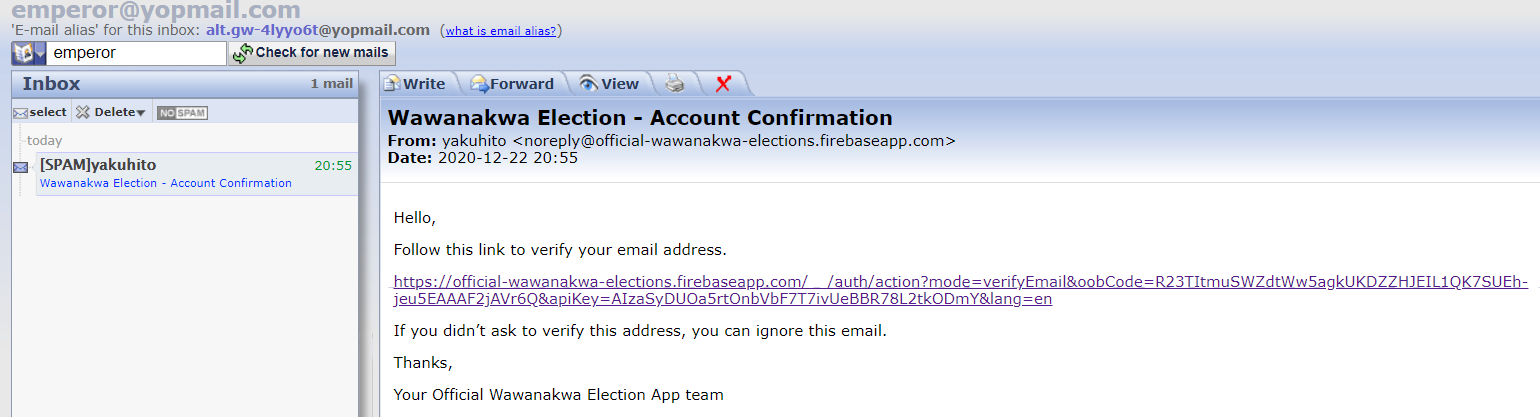 emperor@yopmail.com
'E-mail alias' for this inbox: alt.gw-4lyyo6t@yopmail.com (what is email alias?)
emperor Check for new mails
Inbox 1 mail
select Delete NO SPAM
today
[SPAM]yakuhito 20:55
Wawanakwa Election - Account Confirmation
Write Forward View
Wawanakwa Election - Account Confirmation
From: yakuhito <noreply@official-wawanakwa-elections.firebaseapp.com>
Date: 2020-12-22 20:55
Hello,
Follow this link to verify your email address.
https://official-wawanakwa-elections.firebaseapp.com/__/auth/action?mode=verifyEmail&oobCode=R23TItmuSWZdtWw5agkUKDZZHJEIL1QK7SUEh-
jeu5EAAAF2jAVr6Q&apiKey=AIzaSyDUOa5rtOnbVbF7T7ivUeBBR78L2tkODmY&lang=en
If you didn’t ask to verify this address, you can ignore this email.
Thanks,
Your Official Wawanakwa Election App team